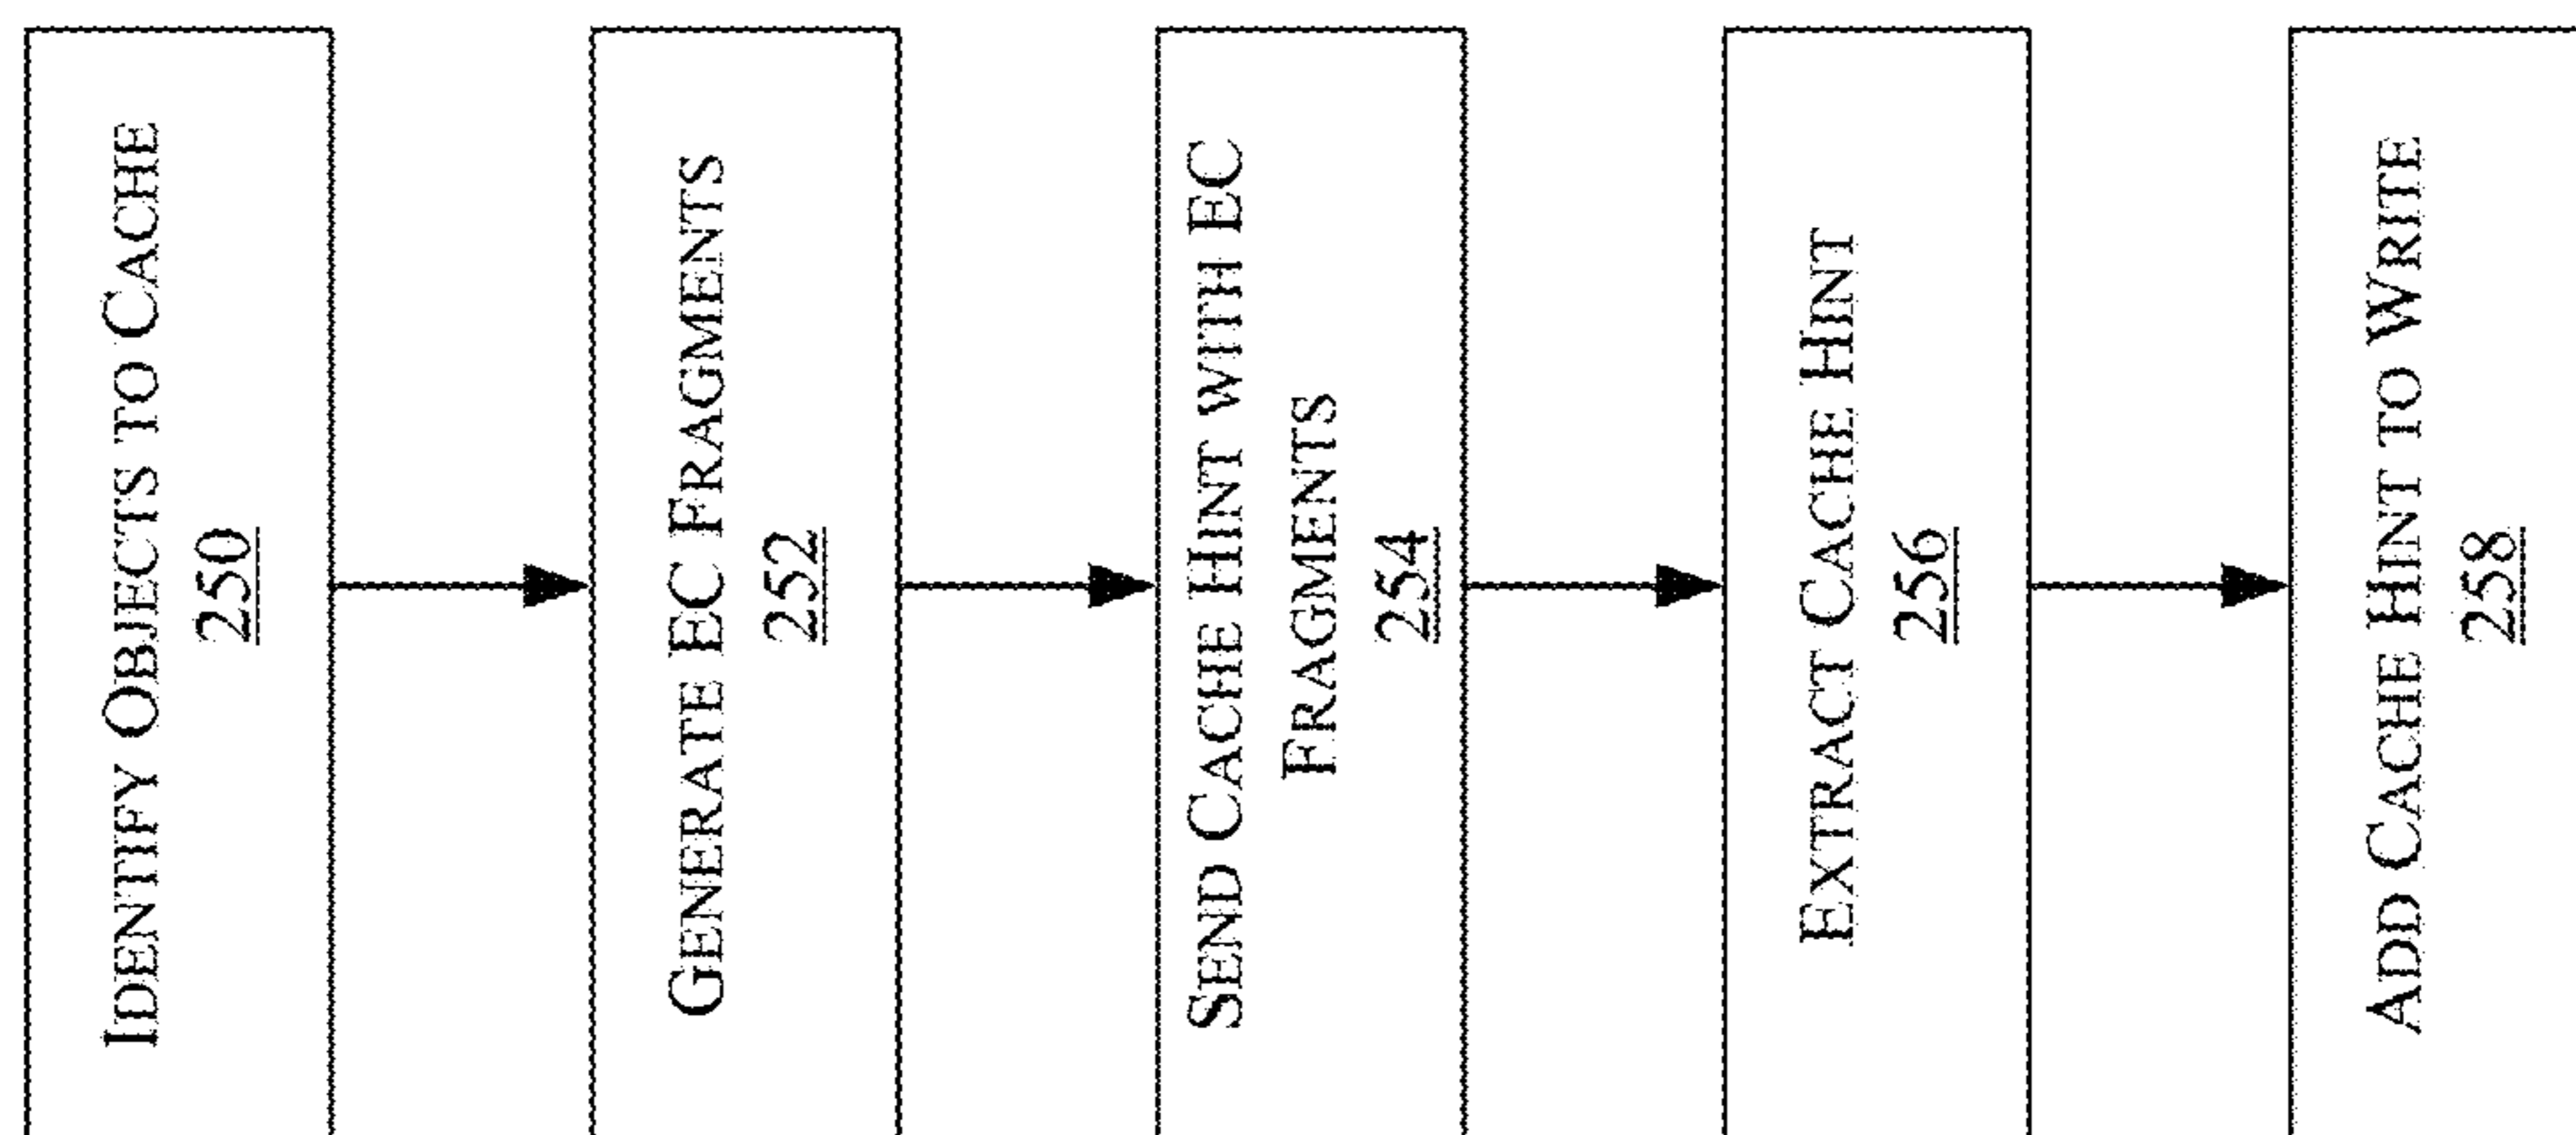 IDENTIFY OBJECTS TO CACHE
250
GENERATE EC FRAGMENTS
252
SEND CACHE HINT WITH EC
FRAGMENTS
254
EXTRACT CACHE HINT
256
ADD CACHE HINT TO WRITE
258